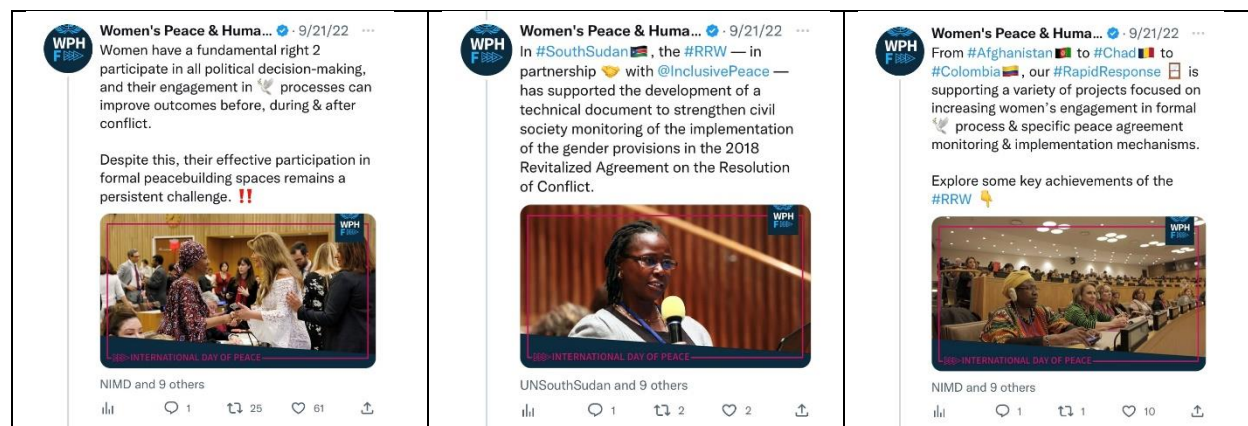 WPH
F
Women's Peace & Huma... · 9/21/22 ...
Women have a fundamental right 2
participate in all political decision-making,
and their engagement in 🕊️ processes can
improve outcomes before, during & after
conflict.
Despite this, their effective participation in
formal peacebuilding spaces remains a
persistent challenge. ‼️
WPH
F
INTERNATIONAL DAY OF PEACE
NIMD and 9 others
1 25 61
WPH
F
Women's Peace & Huma... · 9/21/22 ...
In #SouthSudan🇸🇸, the #RRW — in
partnership 🤝 with @InclusivePeace —
has supported the development of a
technical document to strengthen civil
society monitoring of the implementation
of the gender provisions in the 2018
Revitalized Agreement on the Resolution
of Conflict.
WPH
F
INTERNATIONAL DAY OF PEACE
UNSouthSudan and 9 others
1 2 2
WPH
F
Women's Peace & Huma... · 9/21/22 ...
From #Afghanistan🇦🇫 to #Chad🇹🇩 to
#Colombia🇨🇴, our #RapidResponse 🪟 is
supporting a variety of projects focused on
increasing women's engagement in formal
🕊️ process & specific peace agreement
monitoring & implementation mechanisms.
Explore some key achievements of the
#RRW 👇
WPH
F
INTERNATIONAL DAY OF PEACE
NIMD and 9 others
1 1 10